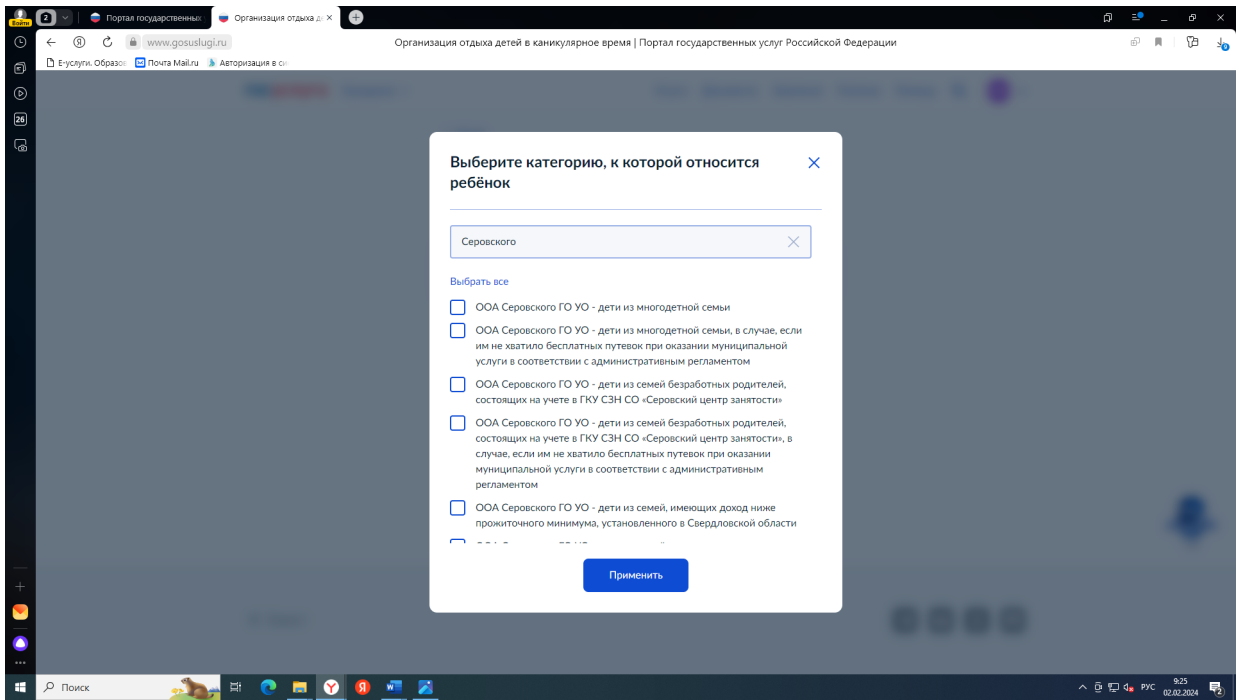 Войти
2
Портал государственных
Организация отдыха д
www.gosuslugi.ru
Организация отдыха детей в каникулярное время | Портал государственных услуг Российской Федерации
Е-услуги. Образов
Почта Mail.ru
Авторизация в си
26
Выберите категорию, к которой относится
ребёнок
Серовского
Выбрать все
ООА Серовского ГО УО - дети из многодетной семьи
ООА Серовского ГО УО - дети из многодетной семьи, в случае, если
им не хватило бесплатных путевок при оказании муниципальной
услуги в соответствии с административным регламентом
ООА Серовского ГО УО - дети из семей безработных родителей,
состоящих на учете в ГКУ СЗН СО «Серовский центр занятости»
ООА Серовского ГО УО - дети из семей безработных родителей,
состоящих на учете в ГКУ СЗН СО «Серовский центр занятости», в
случае, если им не хватило бесплатных путевок при оказании
муниципальной услуги в соответствии с административным
регламентом
ООА Серовского ГО УО - дети из семей, имеющих доход ниже
прожиточного минимума, установленного в Свердловской области
Применить
Поиск
РУС
9:25
02.02.2024
2